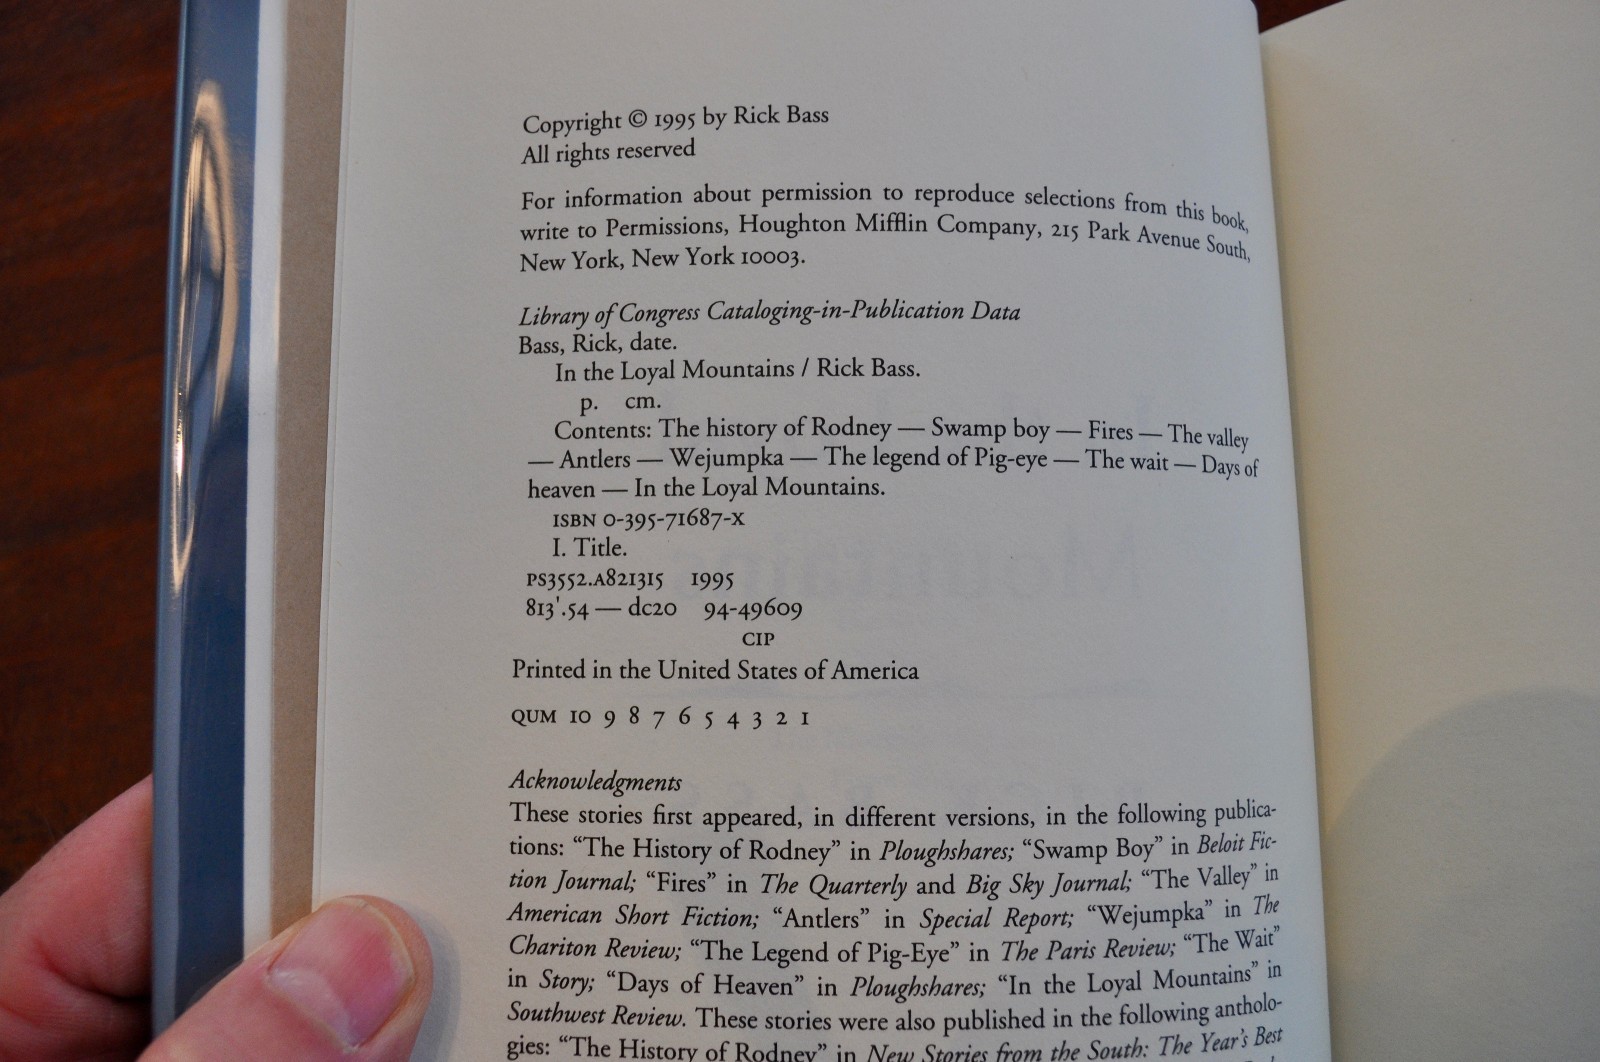 Copyright © 1995 by Rick Bass
All rights reserved
For information about permission to reproduce selections from this book,
write to Permissions, Houghton Mifflin Company, 215 Park Avenue South,
New York, New York 10003.
Library of Congress Cataloging-in-Publication Data
Bass, Rick, date.
In the Loyal Mountains / Rick Bass.
p. cm.
Contents: The history of Rodney — Swamp boy — Fires — The valley
— Antlers — Wejumpka — The legend of Pig-eye — The wait — Days of
heaven — In the Loyal Mountains.
ISBN 0-395-71687-X
I. Title.
PS3552.A821315 1995
813'.54 — dc20 94-49609
CIP
Printed in the United States of America
QUM 10 9 8 7 6 5 4 3 2 1
Acknowledgments
These stories first appeared, in different versions, in the following publica-
tions: “The History of Rodney” in Ploughshares; “Swamp Boy” in Beloit Fic-
tion Journal; “Fires” in The Quarterly and Big Sky Journal; “The Valley” in
American Short Fiction; “Antlers” in Special Report; “Wejumpka” in The
Chariton Review; “The Legend of Pig-Eye” in The Paris Review; “The Wait”
in Story; “Days of Heaven” in Ploughshares; “In the Loyal Mountains” in
Southwest Review. These stories were also published in the following antholo-
gies: “The History of Rodney” in New Stories from the South: The Year’s Best